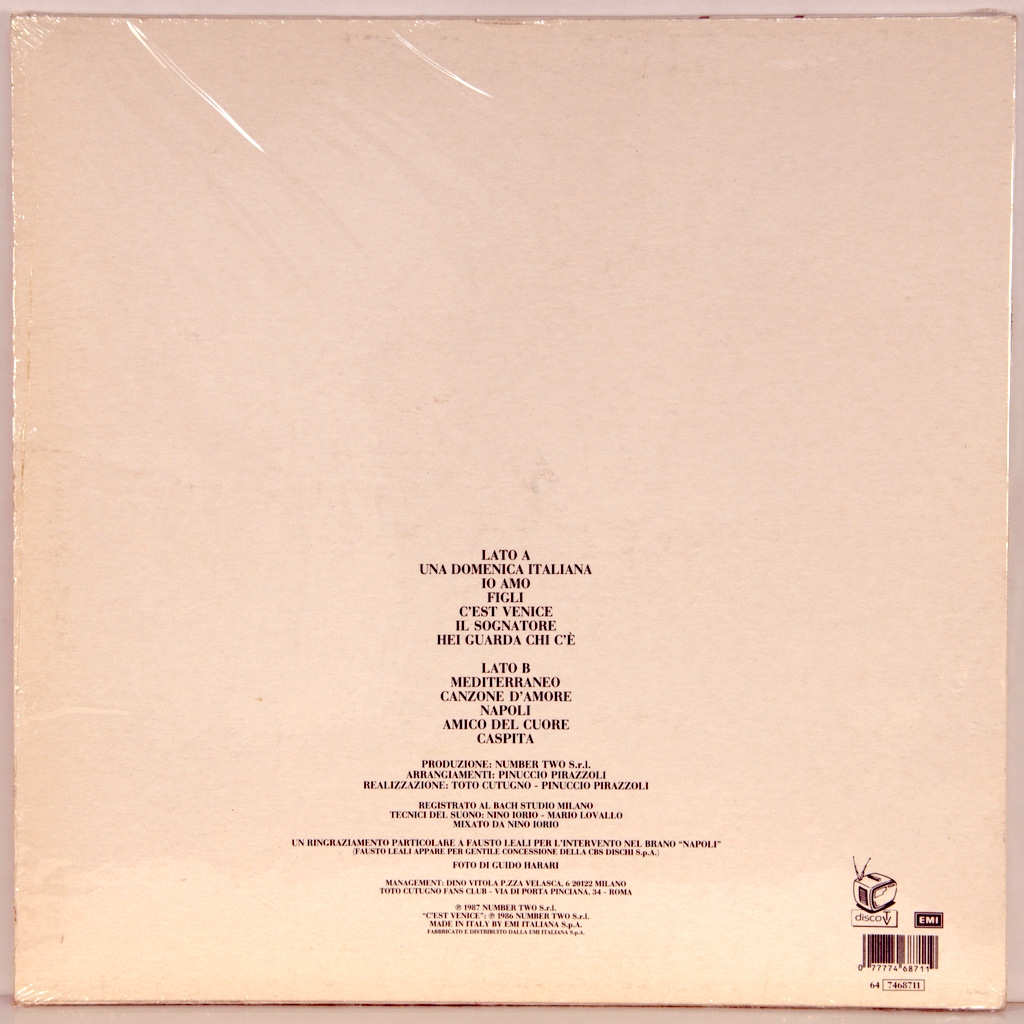 LATO A
UNA DOMENICA ITALIANA
IO AMO
FIGLI
C'EST VENICE
IL SOGNATORE
HEI GUARDA CHI C'È
LATO B
MEDITERRANEO
CANZONE D'AMORE
NAPOLI
AMICO DEL CUORE
CASPITA
PRODUZIONE: NUMBER TWO S.r.l.
ARRANGIAMENTI: PINUCCIO PIRAZZOLI
REALIZZAZIONE: TOTO CUTUGNO - PINUCCIO PIRAZZOLI
REGISTRATO AL BACH STUDIO MILANO
TECNICI DEL SUONO: NINO IORIO - MARIO LOVALLO
MIXATO DA NINO IORIO
UN RINGRAZIAMENTO PARTICOLARE A FAUSTO LEALI PER L'INTERVENTO NEL BRANO "NAPOLI"
(FAUSTO LEALI APPARE PER GENTILE CONCESSIONE DELLA CBS DISCHI S.p.A.)
FOTO DI GUIDO HARARI
MANAGEMENT: DINO VITOLA P.ZZA VELASCA, 6 20122 MILANO
TOTO CUTUGNO FANS CLUB - VIA DI PORTA PINCIANA, 34 - ROMA
℗ 1987 NUMBER TWO S.r.l.
"C'EST VENICE": ℗ 1986 NUMBER TWO S.r.l.
MADE IN ITALY BY EMI ITALIANA S.p.A.
FABBRICATO E DISTRIBUITO DALLA EMI ITALIANA S.p.A.
discoTV
EMI
0 77774 68711
64 7468711